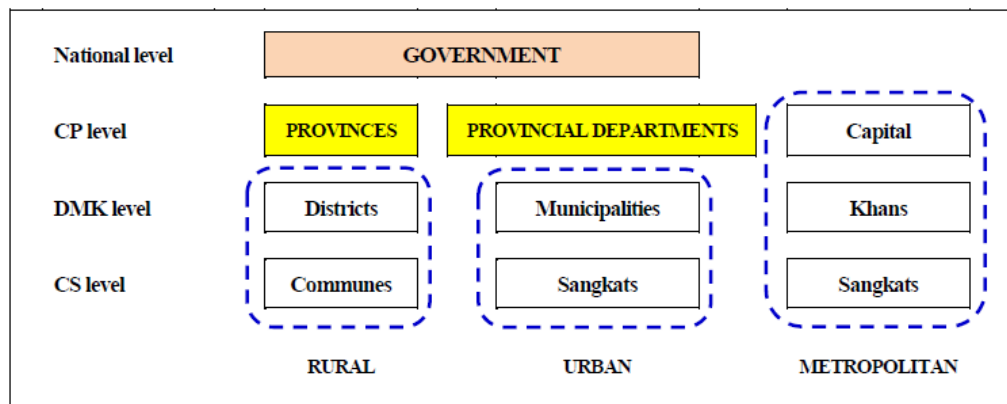 National level GOVERNMENT
CP level PROVINCES PROVINCIAL DEPARTMENTS Capital
DMK level Districts Municipalities Khans
CS level Communes Sangkats Sangkats
RURAL URBAN METROPOLITAN